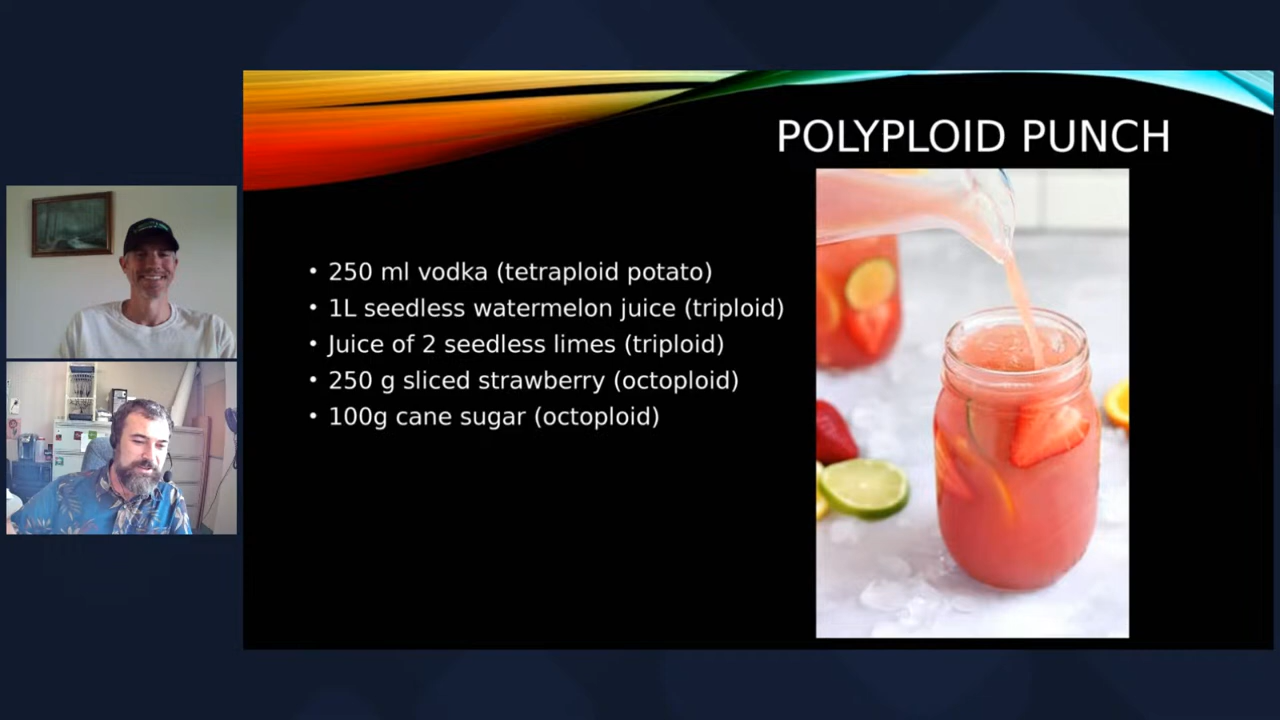 POLYPLOID PUNCH
• 250 ml vodka (tetraploid potato)
• 1L seedless watermelon juice (triploid)
• Juice of 2 seedless limes (triploid)
• 250 g sliced strawberry (octoploid)
• 100g cane sugar (octoploid)